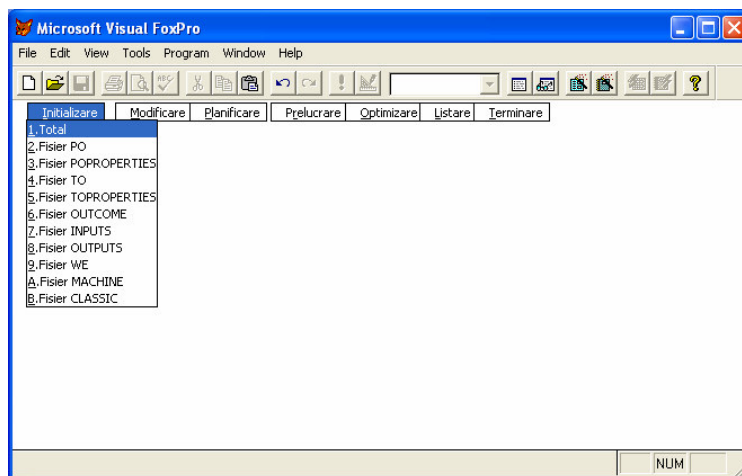 Microsoft Visual FoxPro
File Edit View Tools Program Window Help
Initializare Modificare Planificare Prelucrare Optimizare Listare Terminare
1.Total
2.Fisier PO
3.Fisier POPROPERTIES
4.Fisier TO
5.Fisier TOPROPERTIES
6.Fisier OUTCOME
7.Fisier INPUTS
8.Fisier OUTPUTS
9.Fisier WE
A.Fisier MACHINE
B.Fisier CLASSIC
NUM